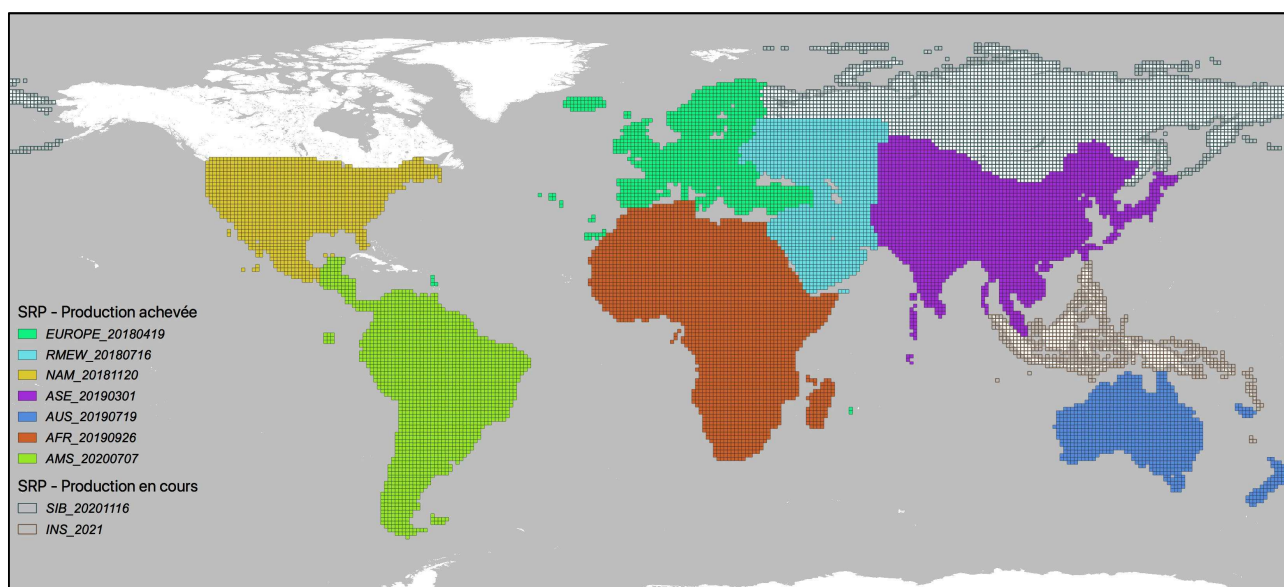 SRP - Production achevée
EUROPE_20180419
RMEW_20180716
NAM_20181120
ASE_20190301
AUS_20190719
AFR_20190926
AMS_20200707
SRP - Production en cours
SIB_20201116
INS_2021